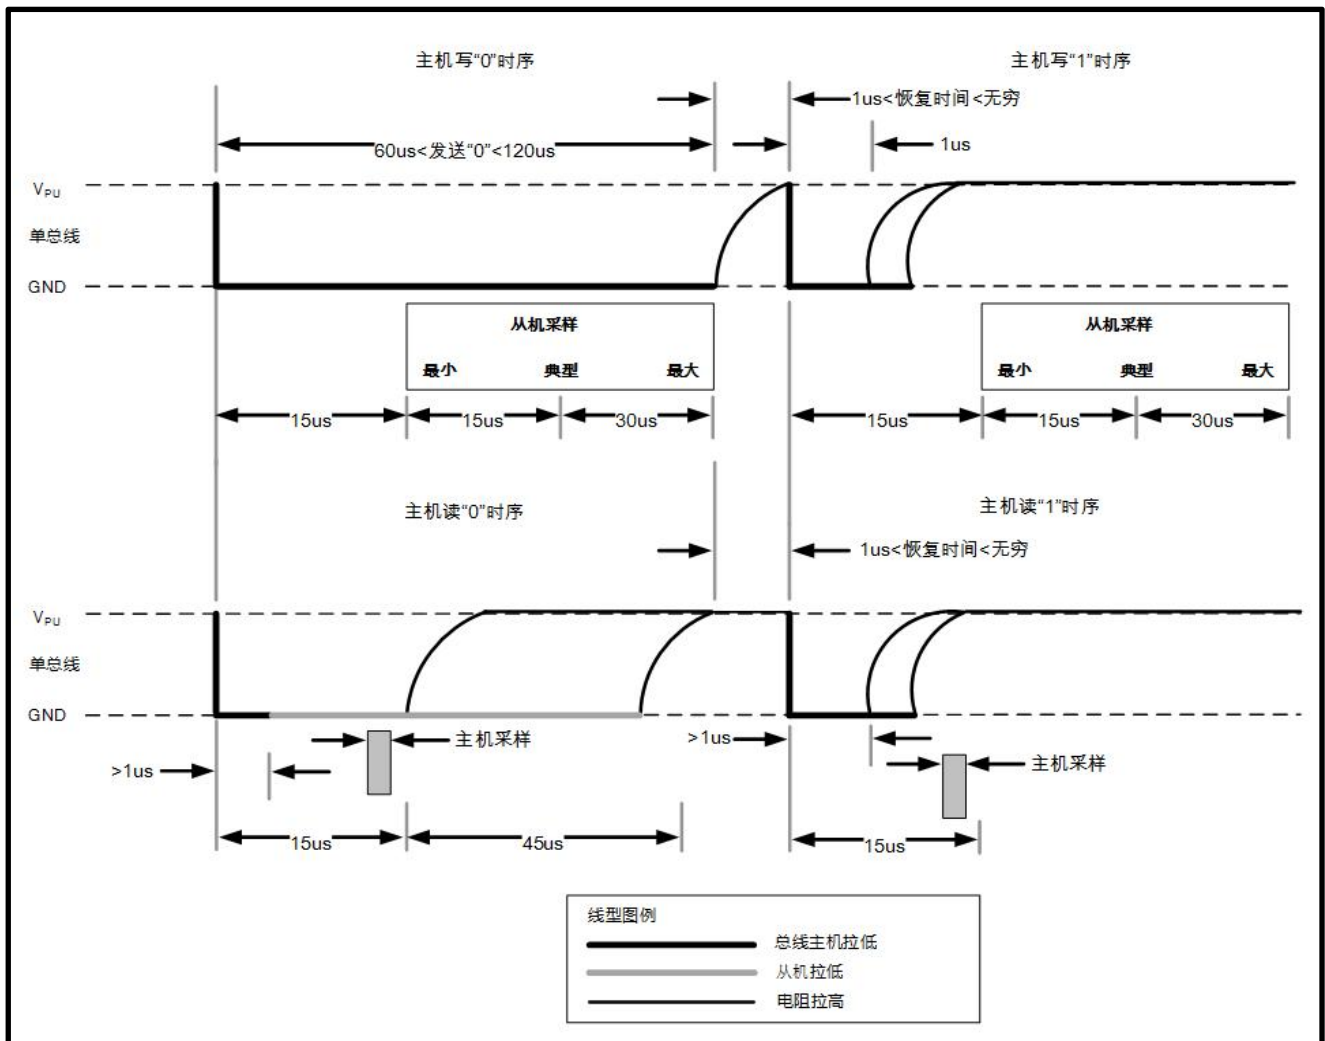 主机写“0”时序
主机写“1”时序
1us<恢复时间<无穷
60us<发送“0”<120us
1us
VPU
单总线
GND
从机采样
最小 典型 最大
从机采样
最小 典型 最大
15us 15us 30us
15us 15us 30us
主机读“0”时序
主机读“1”时序
1us<恢复时间<无穷
VPU
单总线
GND
主机采样
>1us
>1us
主机采样
15us 45us
15us
线型图例
总线主机拉低
从机拉低
电阻拉高